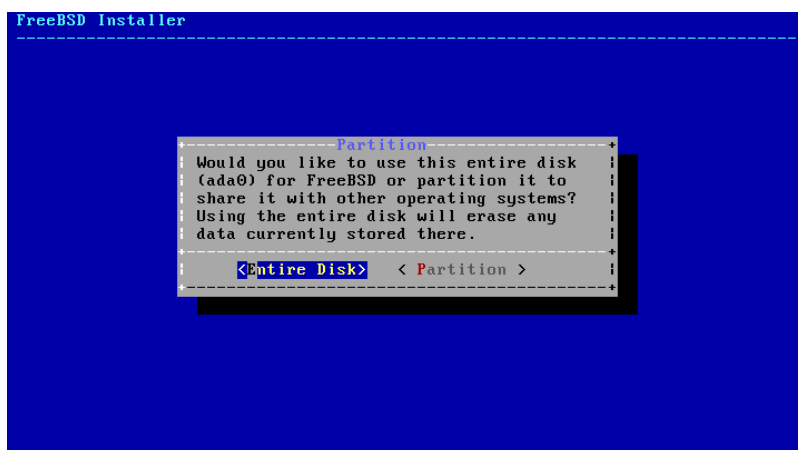 FreeBSD Installer
Partition
Would you like to use this entire disk
(ada0) for FreeBSD or partition it to
share it with other operating systems?
Using the entire disk will erase any
data currently stored there.
<Entire Disk> < Partition >